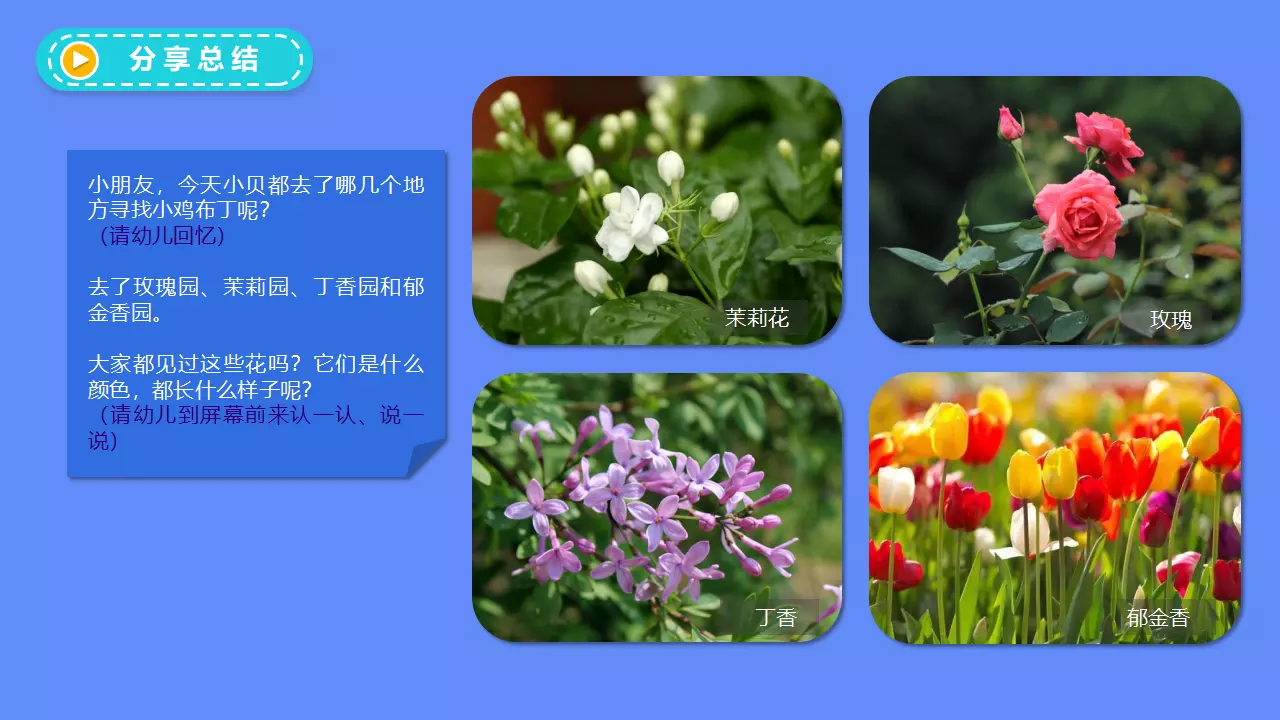 分享总结
小朋友，今天小贝都去了哪几个地
方寻找小鸡布丁呢？
（请幼儿回忆）
去了玫瑰园、茉莉园、丁香园和郁
金香园。
大家都见过这些花吗？它们是什么
颜色，都长什么样子呢？
（请幼儿到屏幕前来认一认、说一
说）
茉莉花
玫瑰
丁香
郁金香